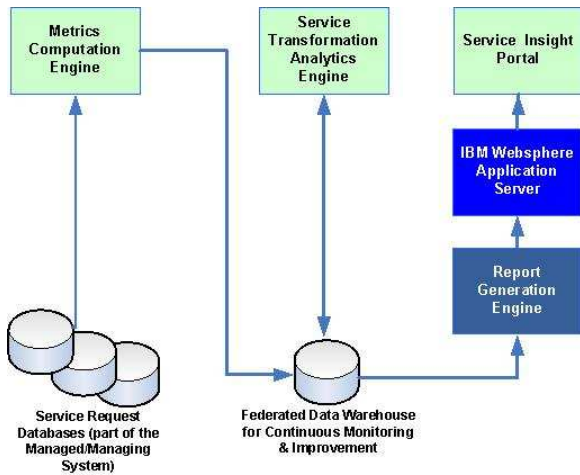 Metrics
Computation
Engine
Service
Transformation
Analytics
Engine
Service Insight
Portal
IBM Websphere
Application
Server
Report
Generation
Engine
Service Request
Databases (part of the
Managed/Managing
System)
Federated Data Warehouse
for Continuous Monitoring
& Improvement